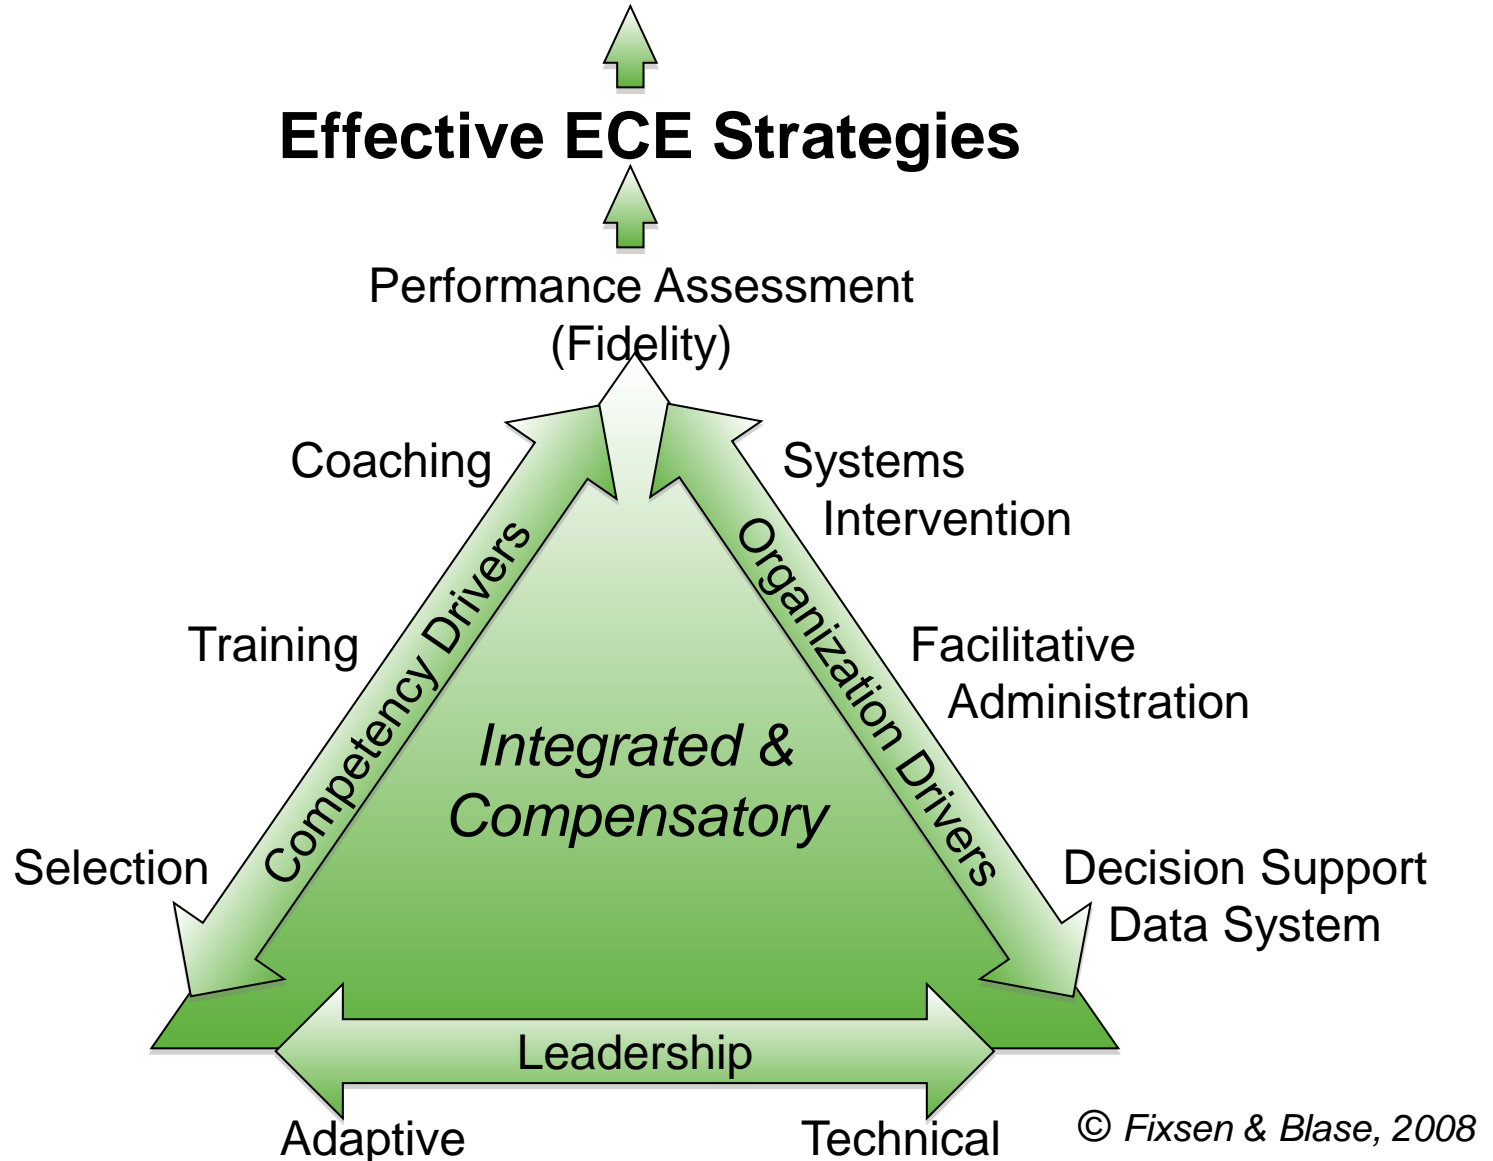 Effective ECE Strategies
Performance Assessment
(Fidelity)
Coaching
Systems
Intervention
Competency Drivers
Organization Drivers
Training
Facilitative
Administration
Integrated &
Compensatory
Selection
Decision Support
Data System
Leadership
Adaptive
Technical
© Fixsen & Blase, 2008